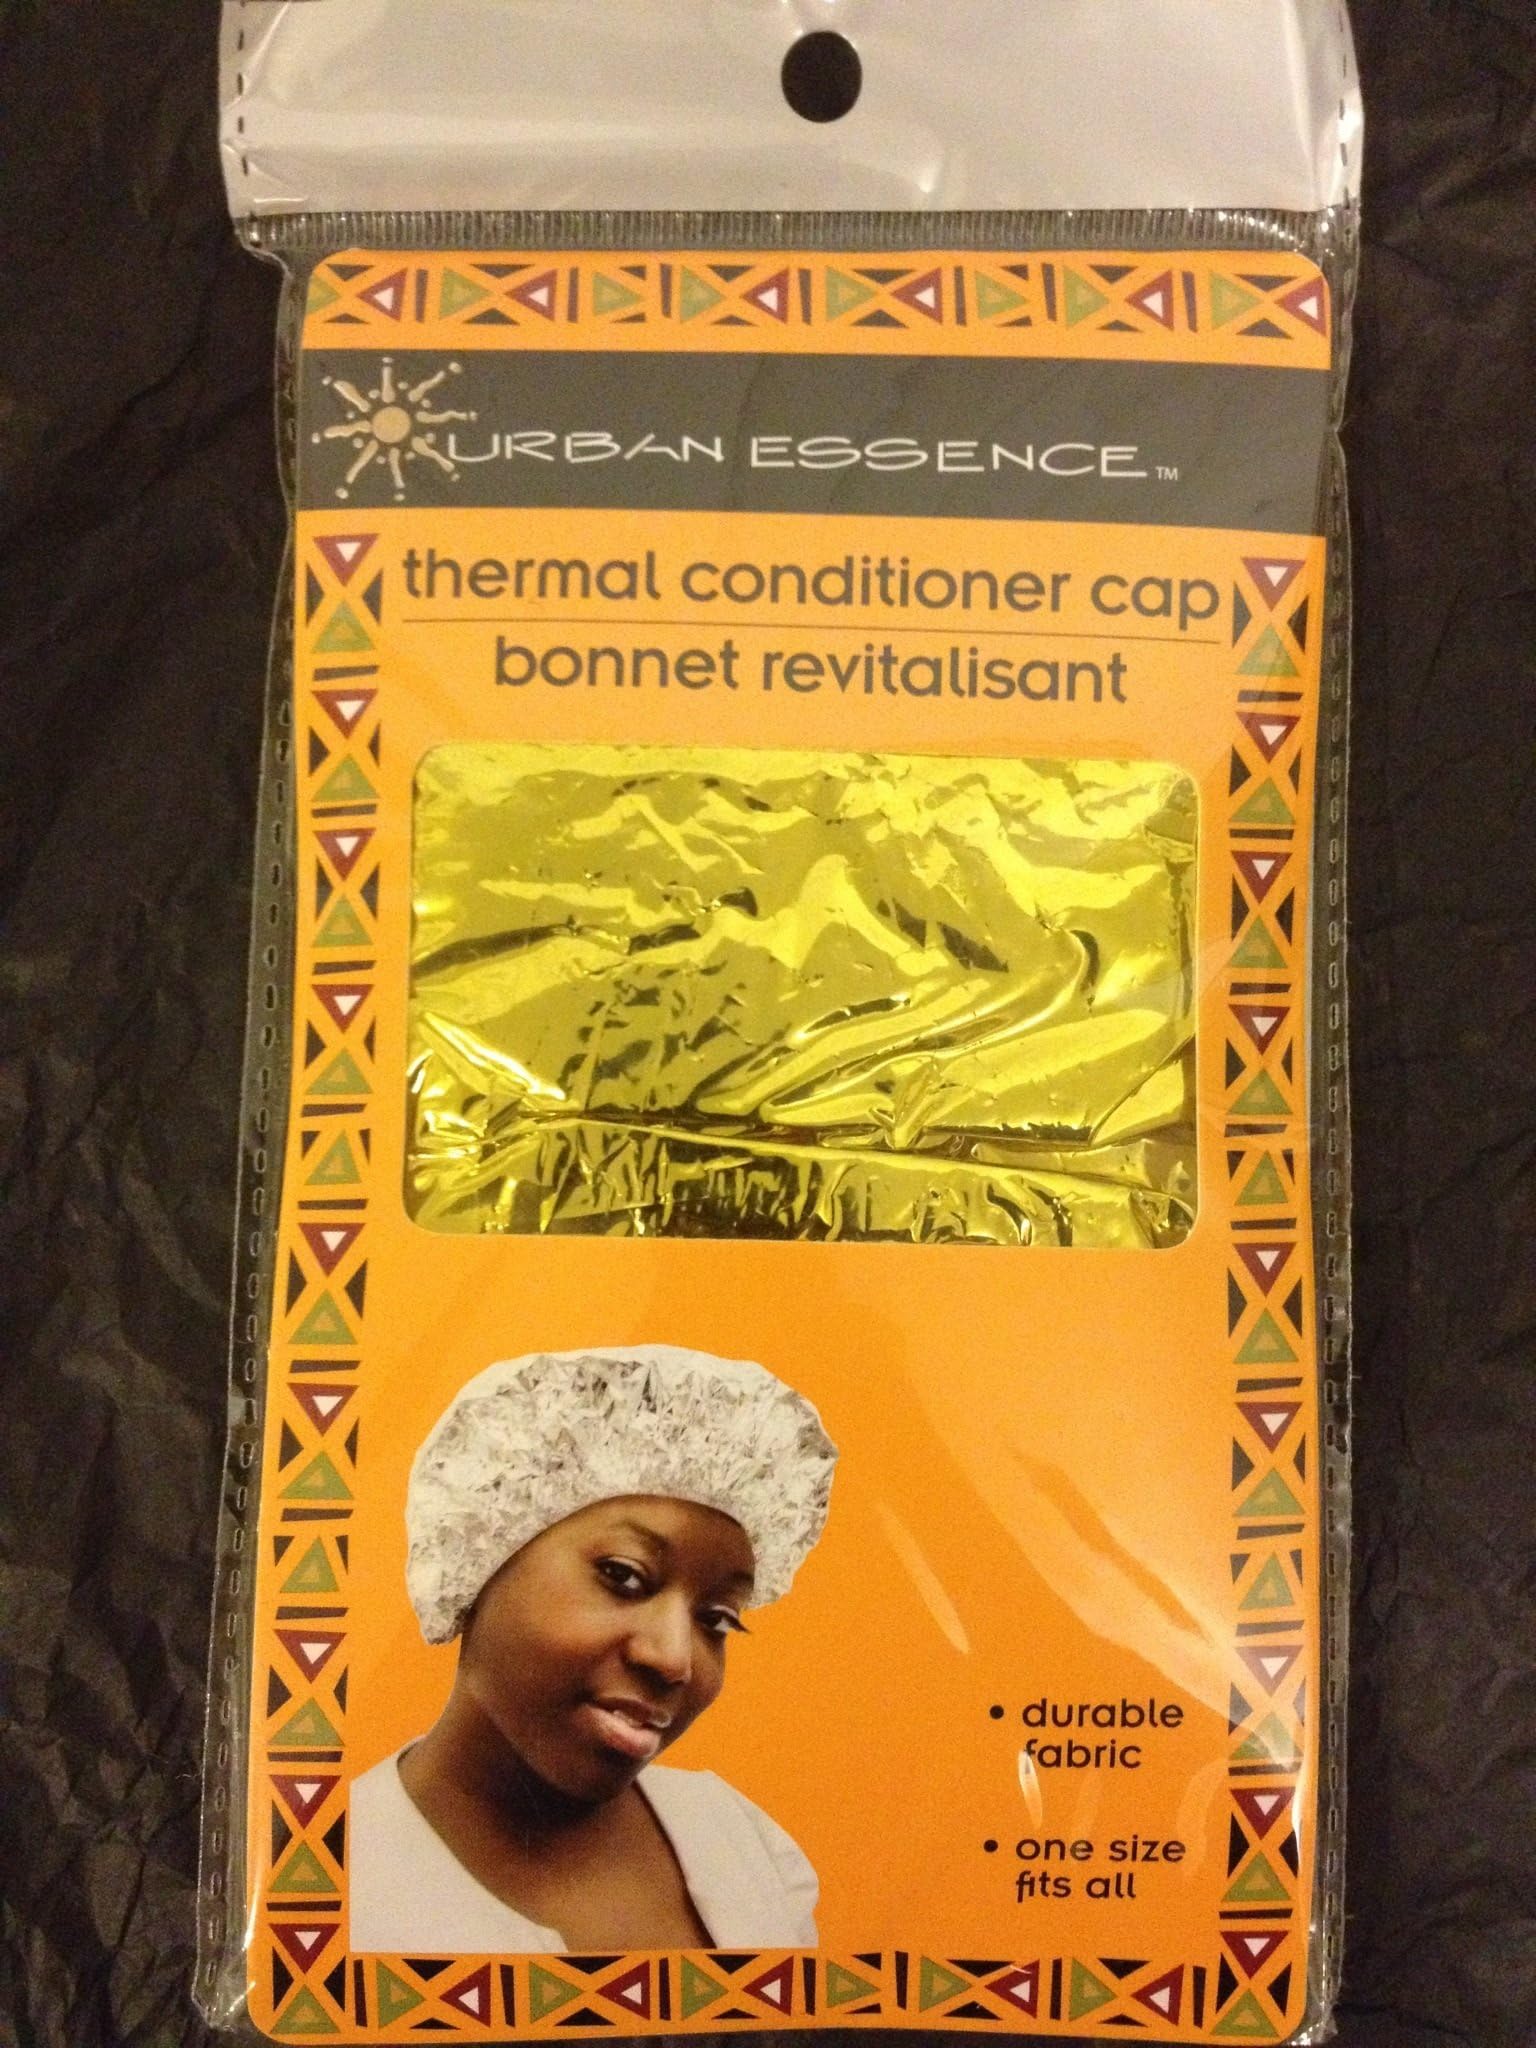 URBAN ESSENCE™
thermal conditioner cap
bonnet revitalisant
• durable
fabric
• one size
fits all